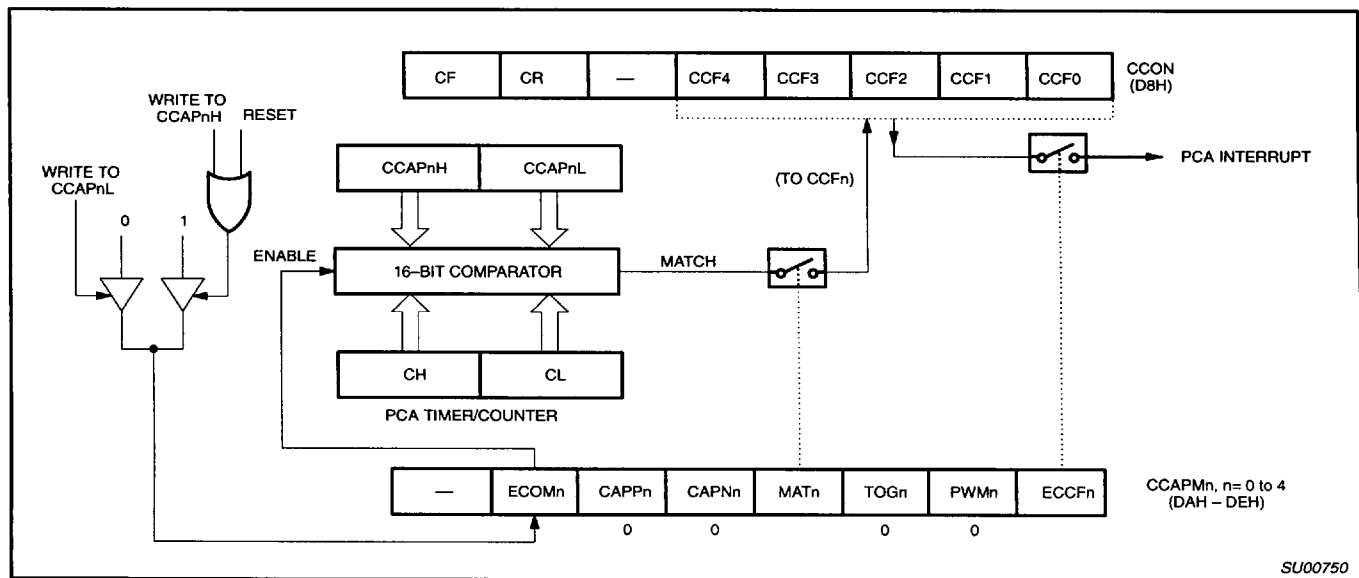 CF CR — CCF4 CCF3 CCF2 CCF1 CCF0
CCON
(D8H)
WRITE TO
CCAPnH
RESET
WRITE TO
CCAPnL
0 1
CCAPnH CCAPnL
(TO CCFn)
PCA INTERRUPT
ENABLE
16–BIT COMPARATOR
MATCH
CH CL
PCA TIMER/COUNTER
— ECOMn CAPPn CAPNn MATn TOGn PWMn ECCFn
CCAPMn, n= 0 to 4
(DAH – DEH)
0 0 0 0
SU00750